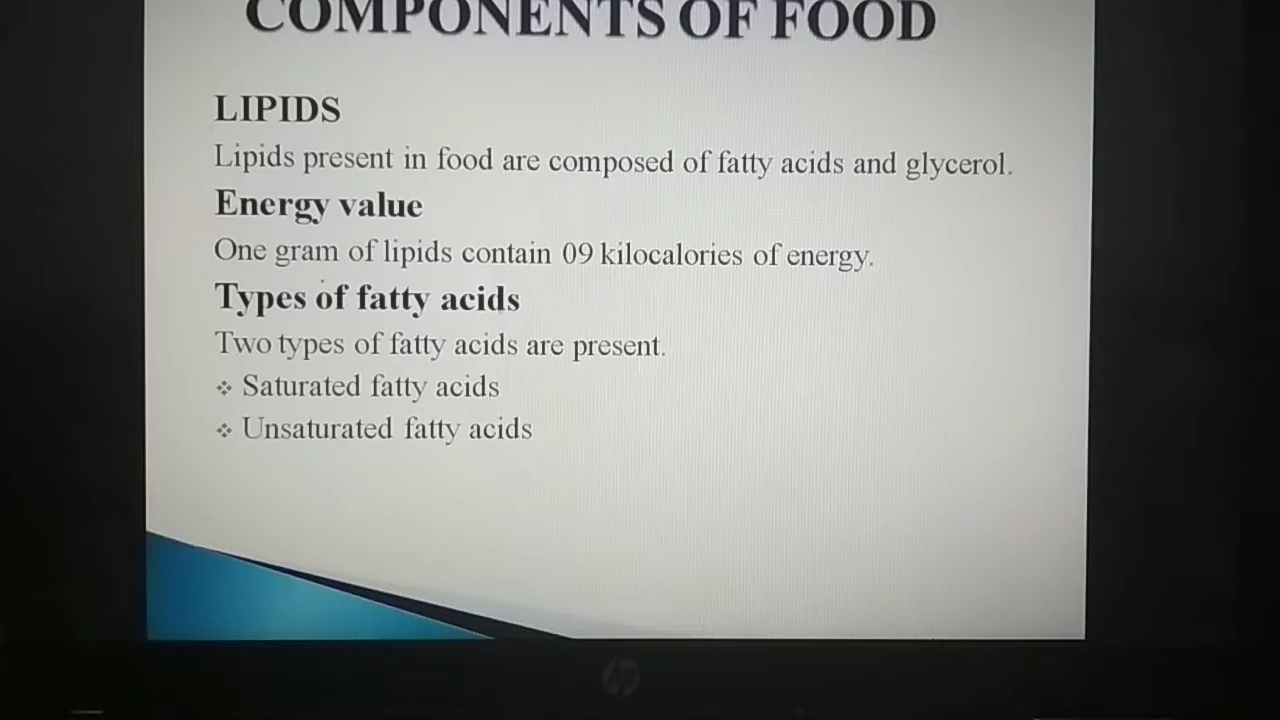 COMPONENTS OF FOOD
LIPIDS
Lipids present in food are composed of fatty acids and glycerol.
Energy value
One gram of lipids contain 09 kilocalories of energy.
Types of fatty acids
Two types of fatty acids are present.
❖ Saturated fatty acids
❖ Unsaturated fatty acids
hp